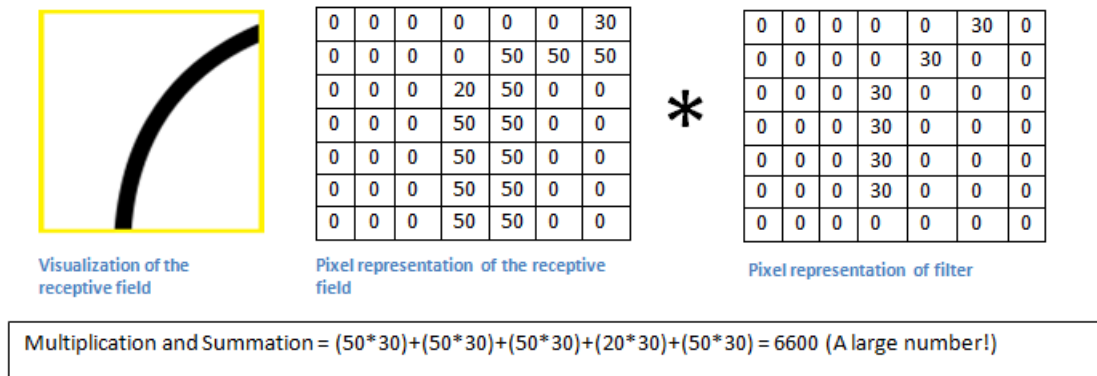 0 0 0 0 0 0 30
0 0 0 0 50 50 50
0 0 0 20 50 0 0
0 0 0 50 50 0 0
0 0 0 50 50 0 0
0 0 0 50 50 0 0
0 0 0 50 50 0 0
*
0 0 0 0 0 30 0
0 0 0 0 30 0 0
0 0 0 30 0 0 0
0 0 0 30 0 0 0
0 0 0 30 0 0 0
0 0 0 30 0 0 0
0 0 0 0 0 0 0
Visualization of the
receptive field
Pixel representation of the receptive
field
Pixel representation of filter
Multiplication and Summation = (50*30)+(50*30)+(50*30)+(20*30)+(50*30) = 6600 (A large number!)